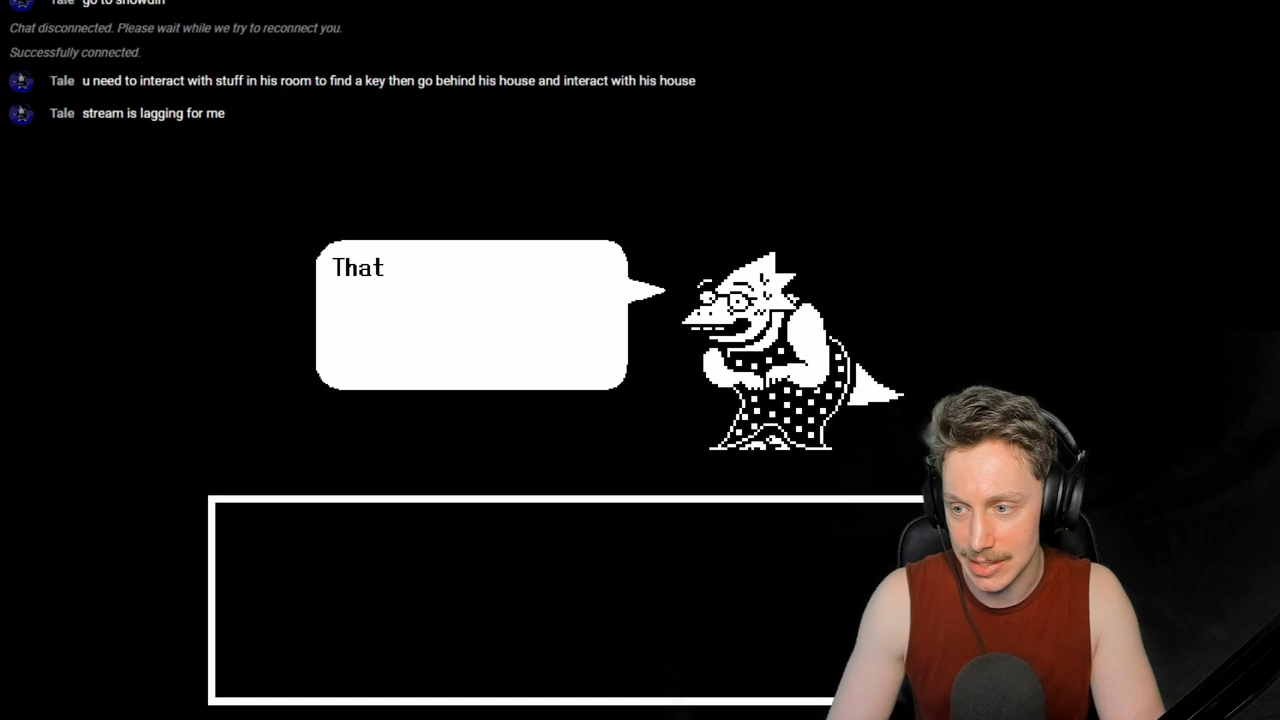 Tale go to snowdin
Chat disconnected. Please wait while we try to reconnect you.
Successfully connected.
Tale u need to interact with stuff in his room to find a key then go behind his house and interact with his house
Tale stream is lagging for me
That